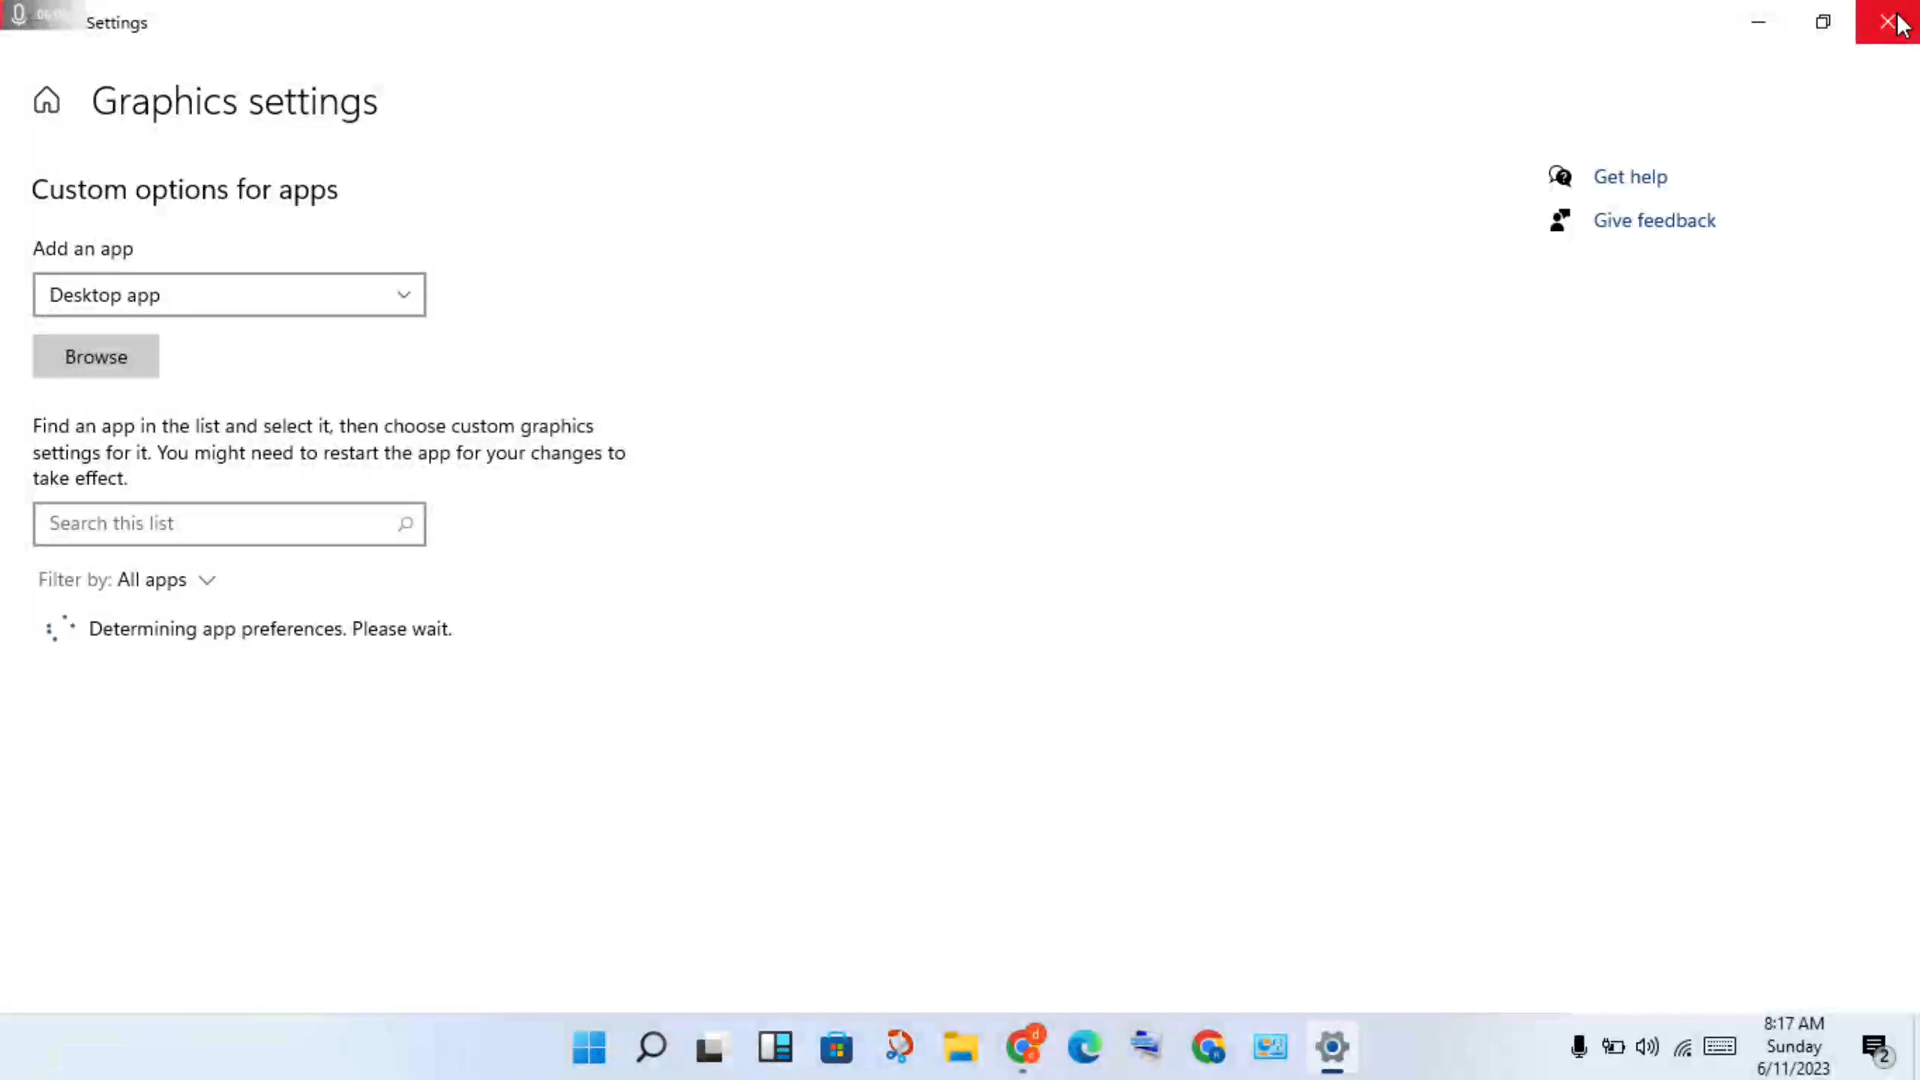 Settings
Graphics settings
Custom options for apps
Get help
Give feedback
Add an app
Desktop app
Browse
Find an app in the list and select it, then choose custom graphics
settings for it. You might need to restart the app for your changes to
take effect.
Search this list
Filter by: All apps
Determining app preferences. Please wait.
8:17 AM
Sunday
6/11/2023
2